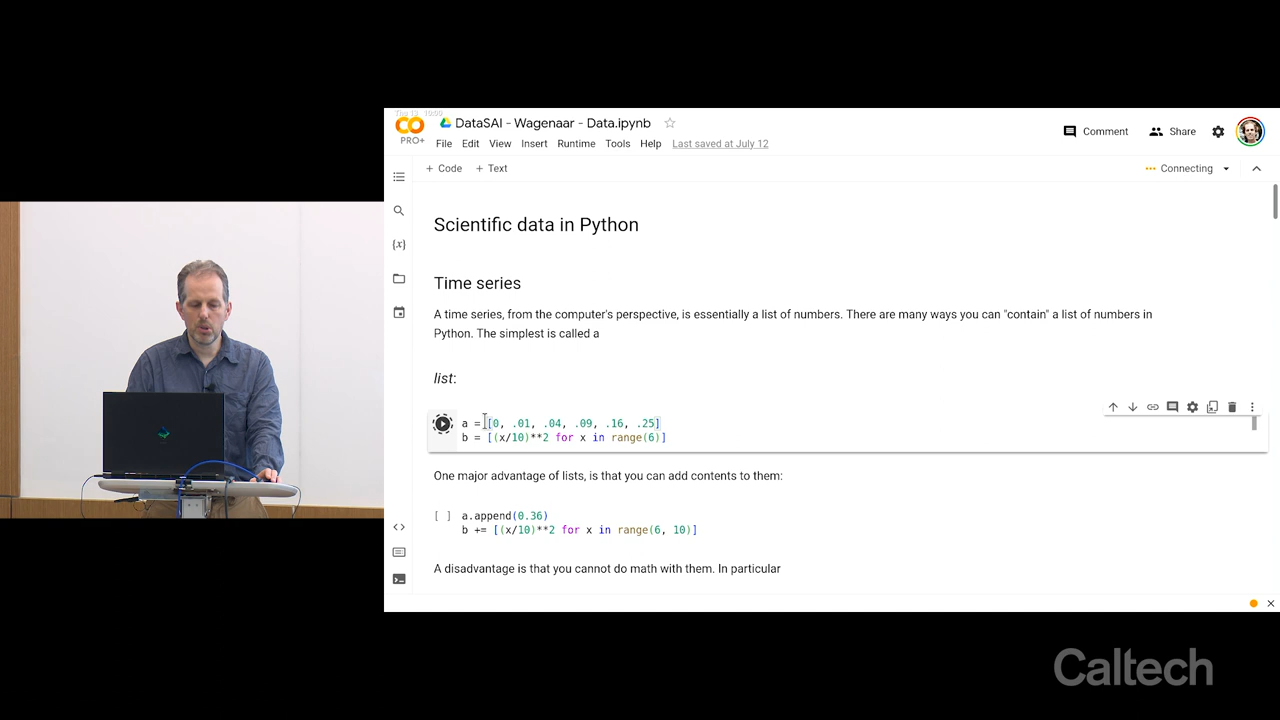 DataSAI - Wagenaar - Data.ipynb
PRO+
File Edit View Insert Runtime Tools Help Last saved at July 12
Comment Share
+ Code + Text
Connecting
Scientific data in Python
Time series
A time series, from the computer's perspective, is essentially a list of numbers. There are many ways you can "contain" a list of numbers in
Python. The simplest is called a
list:
a = [0, .01, .04, .09, .16, .25]
b = [(x/10)**2 for x in range(6)]
One major advantage of lists, is that you can add contents to them:
[ ] a.append(0.36)
b += [(x/10)**2 for x in range(6, 10)]
A disadvantage is that you cannot do math with them. In particular
{x}
<>
Caltech